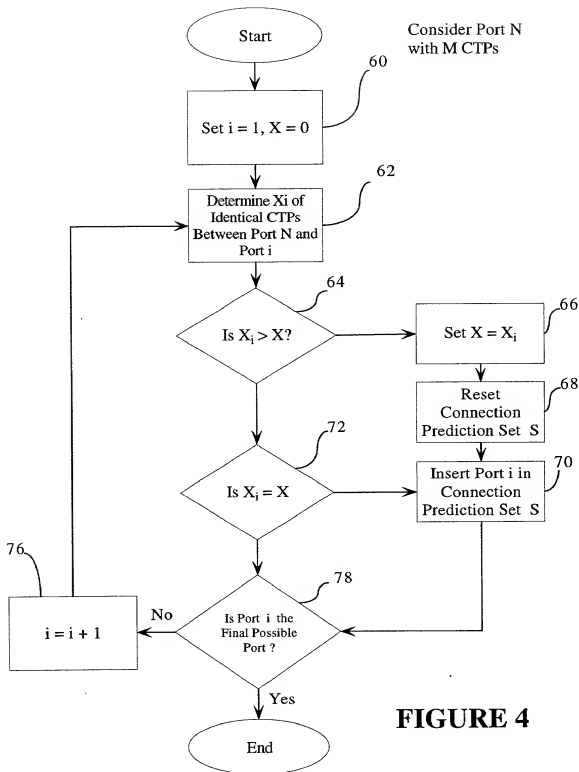 Start
Consider Port N
with M CTPs
60
Set i = 1, X = 0
62
Determine Xi of
Identical CTPs
Between Port N and
Port i
64
Is Xi > X?
66
Set X = Xi
68
Reset
Connection
Prediction Set S
72
Is Xi = X
70
Insert Port i in
Connection
Prediction Set S
76
i = i + 1
No
78
Is Port i the
Final Possible
Port ?
Yes
End
FIGURE 4